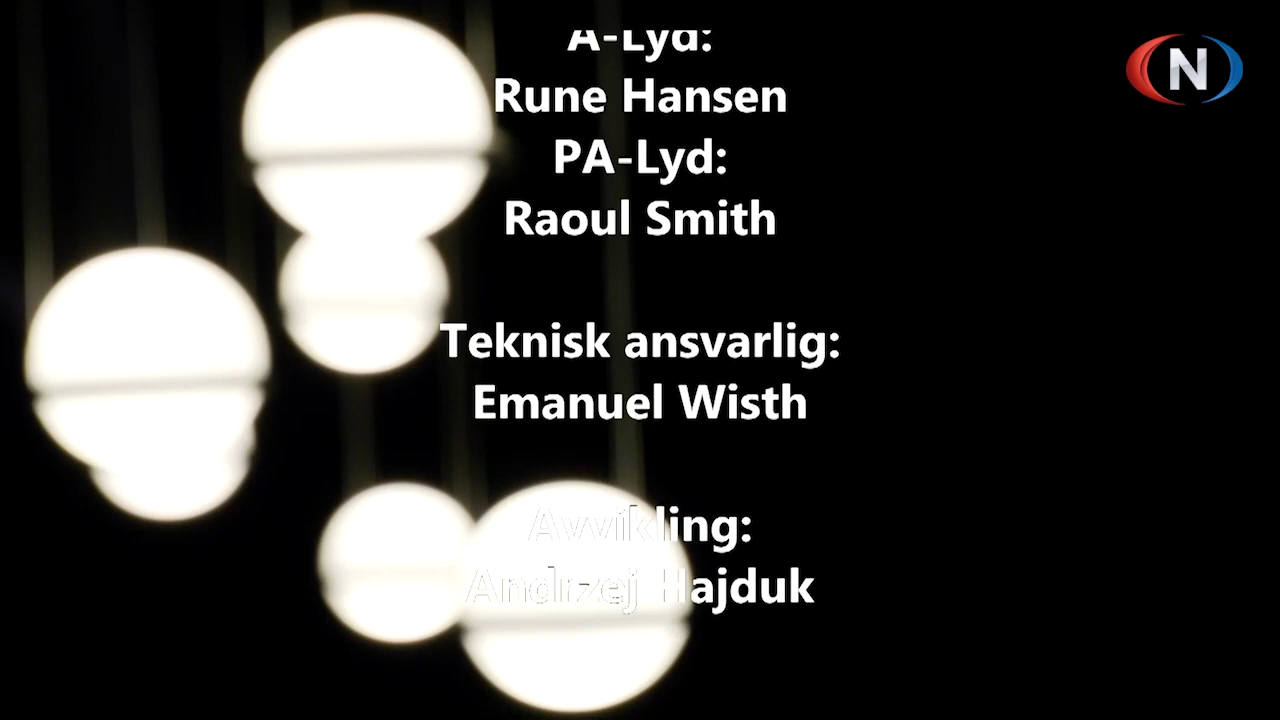 A-Lyd:
Rune Hansen
PA-Lyd:
Raoul Smith
Teknisk ansvarlig:
Emanuel Wisth
Avvikling:
Andrzej Hajduk
N